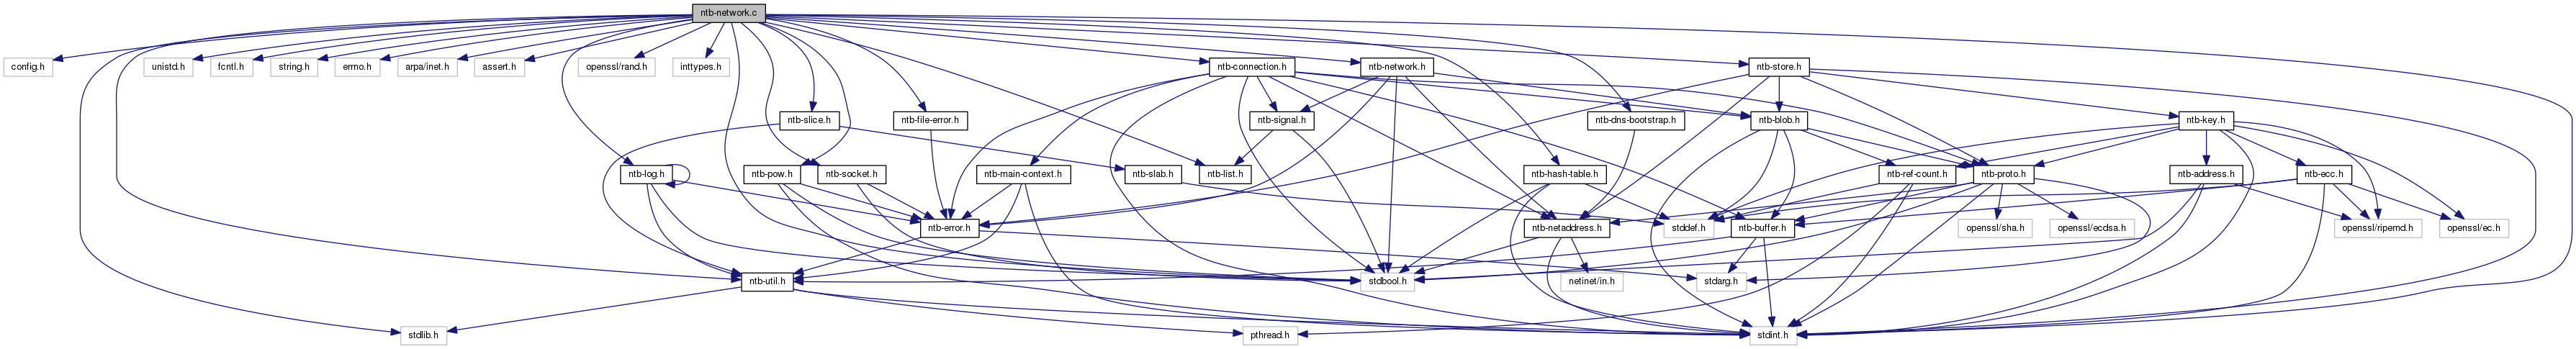 ntb-network.c
config.h
unistd.h
fcntl.h
string.h
errno.h
arpa/inet.h
assert.h
openssl/rand.h
inttypes.h
ntb-connection.h
ntb-network.h
ntb-store.h
ntb-slice.h
ntb-file-error.h
ntb-signal.h
ntb-dns-bootstrap.h
ntb-blob.h
ntb-key.h
ntb-log.h
ntb-pow.h
ntb-socket.h
ntb-main-context.h
ntb-slab.h
ntb-list.h
ntb-hash-table.h
ntb-ref-count.h
ntb-proto.h
ntb-address.h
ntb-ecc.h
ntb-error.h
ntb-netaddress.h
stddef.h
ntb-buffer.h
openssl/sha.h
openssl/ecdsa.h
openssl/ripemd.h
openssl/ec.h
ntb-util.h
stdbool.h
netinet/in.h
stdarg.h
stdlib.h
pthread.h
stdint.h